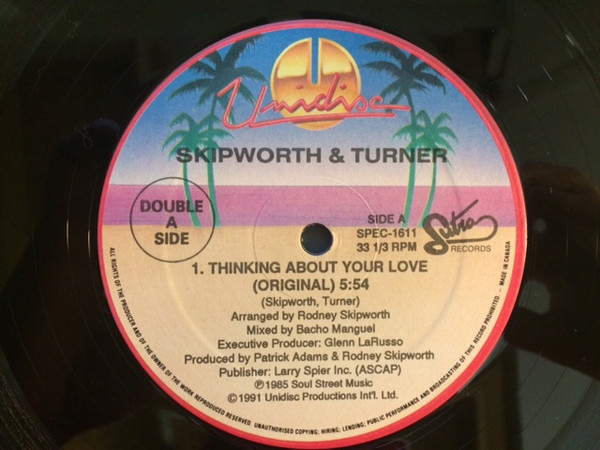 Unidisc
SKIPWORTH & TURNER
DOUBLE
A
SIDE
SIDE A
SPEC-1611
33 1/3 RPM
Sutra
RECORDS
1. THINKING ABOUT YOUR LOVE
(ORIGINAL) 5:54
(Skipworth, Turner)
Arranged by Rodney Skipworth
Mixed by Bacho Manguel
Executive Producer: Glenn LaRusso
Produced by Patrick Adams & Rodney Skipworth
Publisher: Larry Spier Inc. (ASCAP)
℗1985 Soul Street Music
©1991 Unidisc Productions Int'l. Ltd.
ALL RIGHTS OF THE PRODUCER AND OF THE OWNER OF THE WORK REPRODUCED RESERVED. UNAUTHORISED COPYING; HIRING; LENDING; PUBLIC PERFORMANCE AND BROADCASTING OF THIS RECORD PROHIBITED - MADE IN CANADA